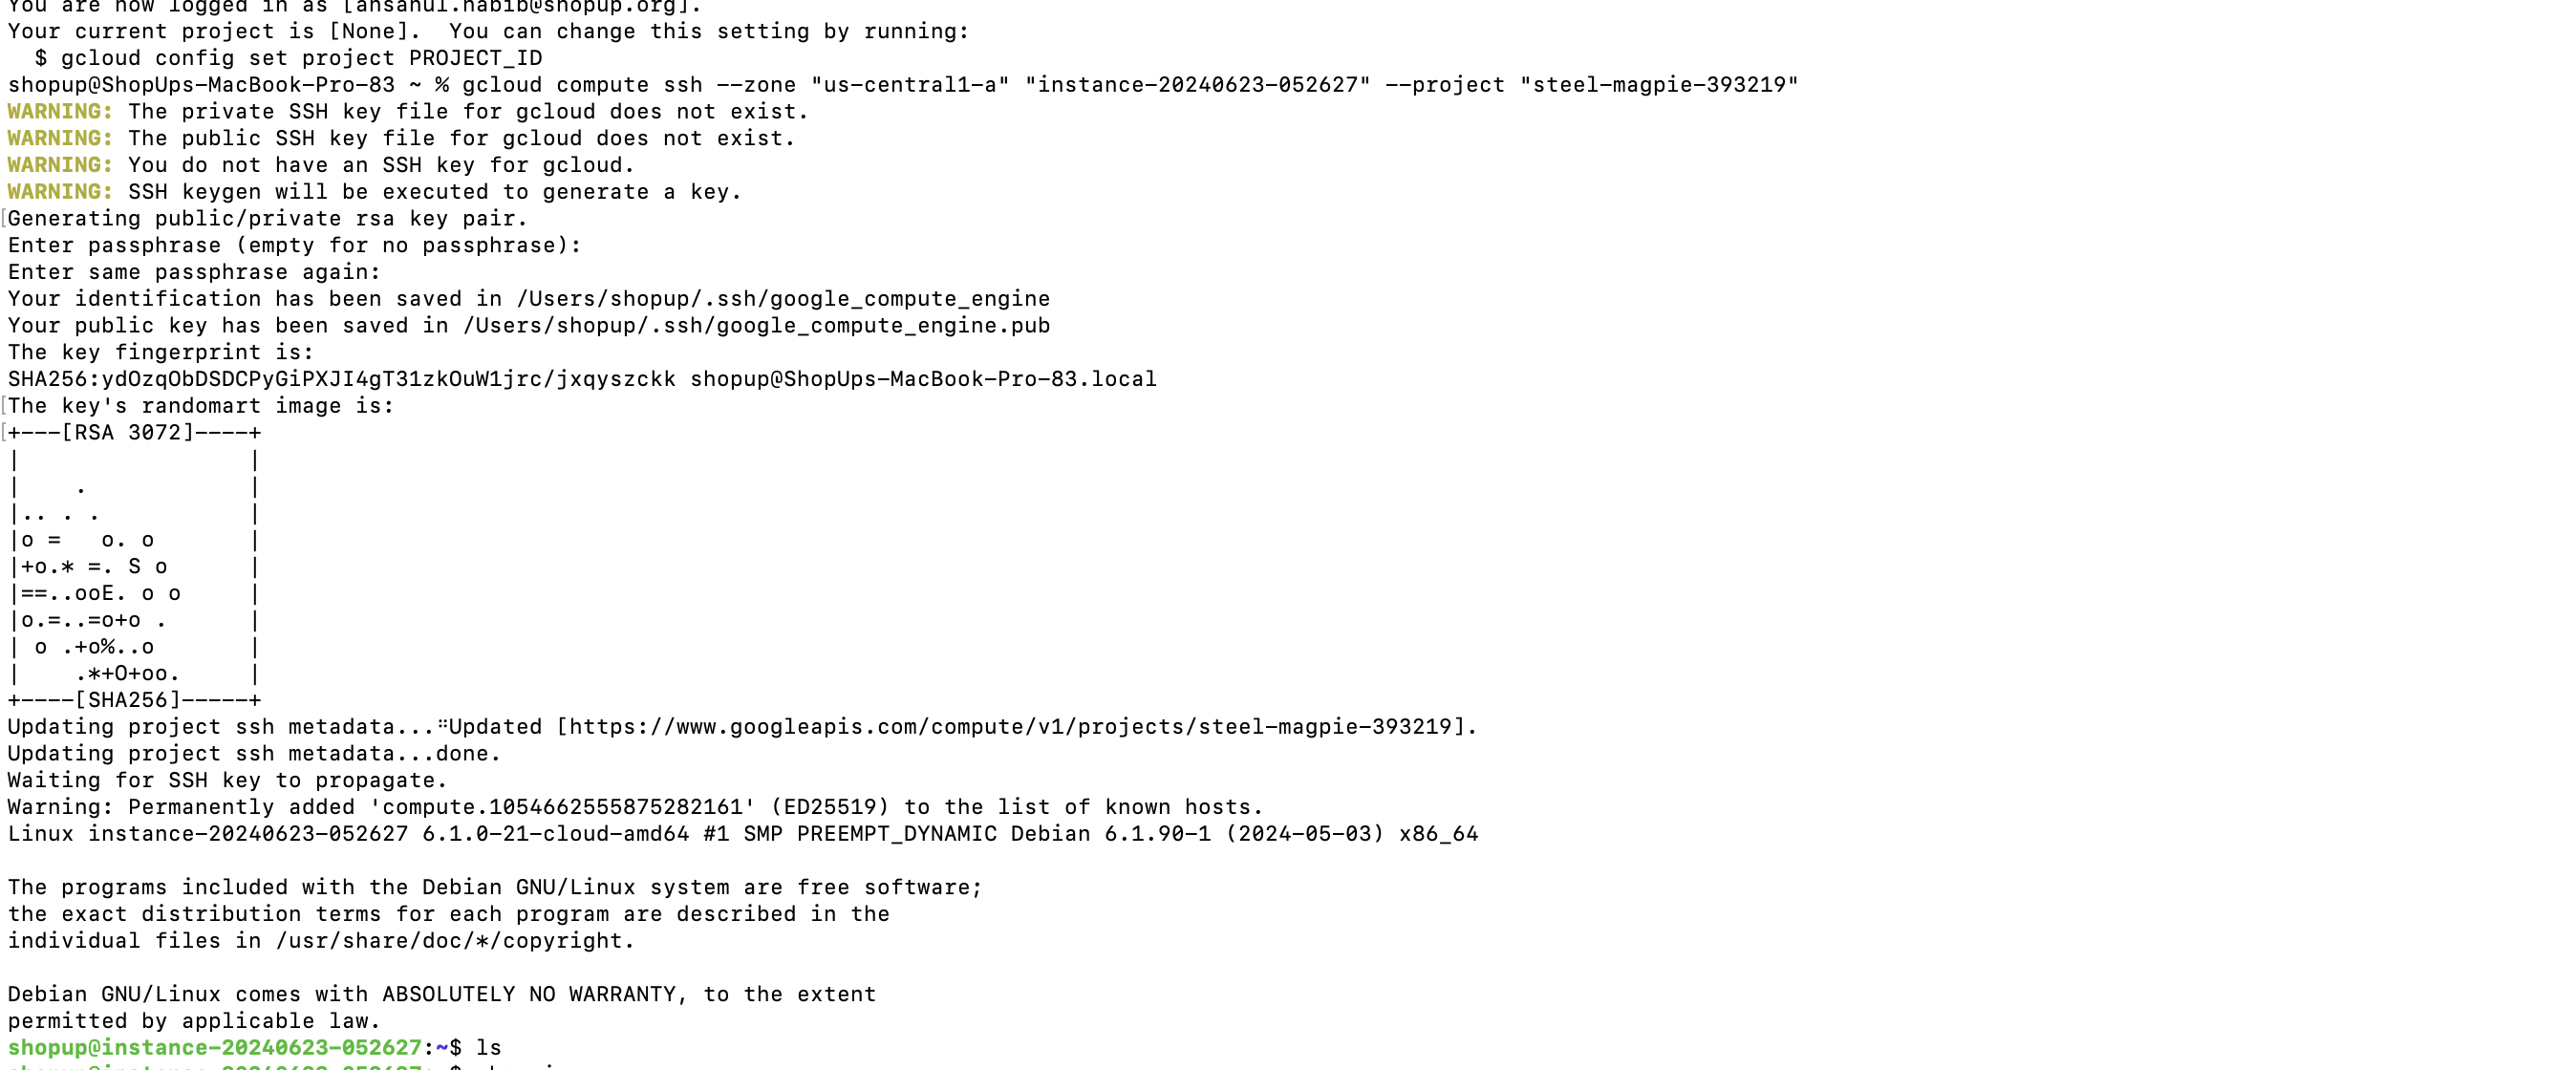 You are now logged in as [ahsanul.habib@shopup.org].
Your current project is [None].  You can change this setting by running:
  $ gcloud config set project PROJECT_ID
shopup@ShopUps-MacBook-Pro-83 ~ % gcloud compute ssh --zone "us-central1-a" "instance-20240623-052627" --project "steel-magpie-393219"
WARNING: The private SSH key file for gcloud does not exist.
WARNING: The public SSH key file for gcloud does not exist.
WARNING: You do not have an SSH key for gcloud.
WARNING: SSH keygen will be executed to generate a key.
[Generating public/private rsa key pair.
Enter passphrase (empty for no passphrase):
Enter same passphrase again:
Your identification has been saved in /Users/shopup/.ssh/google_compute_engine
Your public key has been saved in /Users/shopup/.ssh/google_compute_engine.pub
The key fingerprint is:
SHA256:ydOzqObDSDCPyGiPXJI4gT31zkOuW1jrc/jxqyszckk shopup@ShopUps-MacBook-Pro-83.local
[The key's randomart image is:
[+---[RSA 3072]----+
|                 |
|    .            |
|.. . .           |
|o =   o. o       |
|+o.* =. S o      |
|==..ooE. o o     |
|o.=..=o+o .      |
| o .+o%..o       |
|    .*+O+oo.     |
+----[SHA256]-----+
Updating project ssh metadata...⠛Updated [https://www.googleapis.com/compute/v1/projects/steel-magpie-393219].
Updating project ssh metadata...done.
Waiting for SSH key to propagate.
Warning: Permanently added 'compute.1054662555875282161' (ED25519) to the list of known hosts.
Linux instance-20240623-052627 6.1.0-21-cloud-amd64 #1 SMP PREEMPT_DYNAMIC Debian 6.1.90-1 (2024-05-03) x86_64
The programs included with the Debian GNU/Linux system are free software;
the exact distribution terms for each program are described in the
individual files in /usr/share/doc/*/copyright.
Debian GNU/Linux comes with ABSOLUTELY NO WARRANTY, to the extent
permitted by applicable law.
shopup@instance-20240623-052627:~$ ls